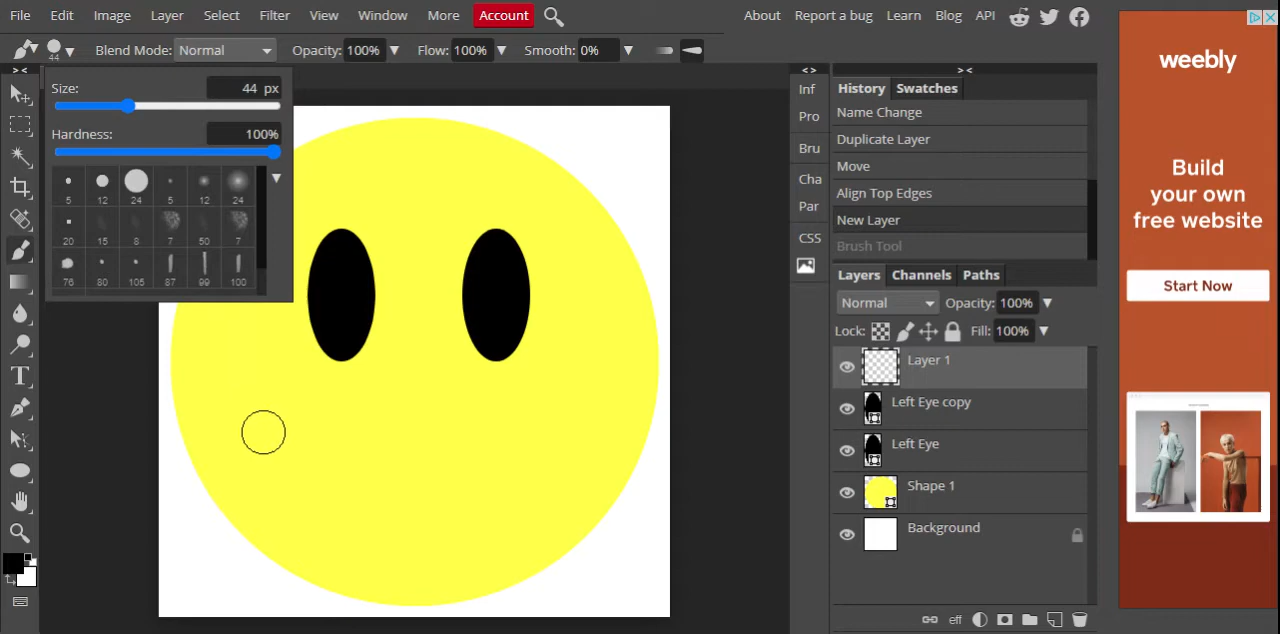 File Edit Image Layer Select Filter View Window More Account
About Report a bug Learn Blog API
44 Blend Mode: Normal Opacity: 100% Flow: 100% Smooth: 0%
> <
< >
> <
Size: 44 px
Hardness: 100%
5 12 24 5 12 24
20 15 8 7 50 7
76 80 105 87 99 100
Inf
Pro
Bru
Cha
Par
CSS
History Swatches
Name Change
Duplicate Layer
Move
Align Top Edges
New Layer
Brush Tool
Layers Channels Paths
Normal Opacity: 100%
Lock: Fill: 100%
Layer 1
Left Eye copy
Left Eye
Shape 1
Background
eff
weebly
Build
your own
free website
Start Now